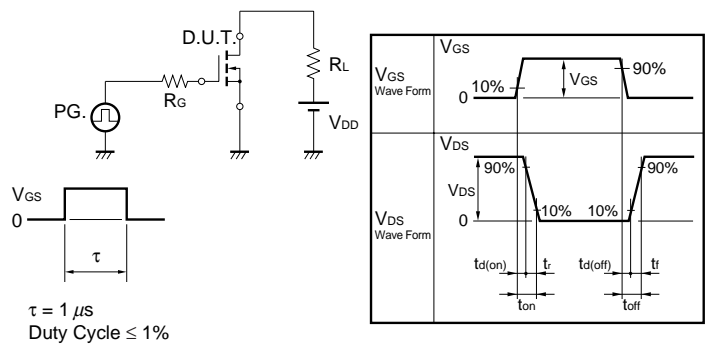 D.U.T.
RL
RG
PG.
VDD
VGS
0
τ
τ = 1 μs
Duty Cycle ≤ 1%
VGS
Wave Form
VGS
10%
0
VGS
90%
VDS
Wave Form
VDS
90%
VDS
0
10%
10%
90%
td(on)
tr
td(off)
tf
ton
toff